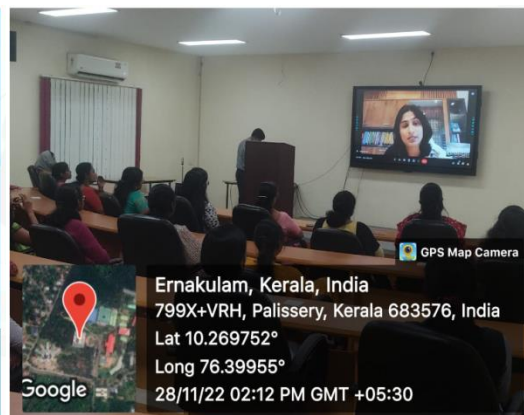 GPS Map Camera
Ernakulam, Kerala, India
799X+VRH, Palissery, Kerala 683576, India
Lat 10.269752°
Long 76.39955°
28/11/22 02:12 PM GMT +05:30
Google